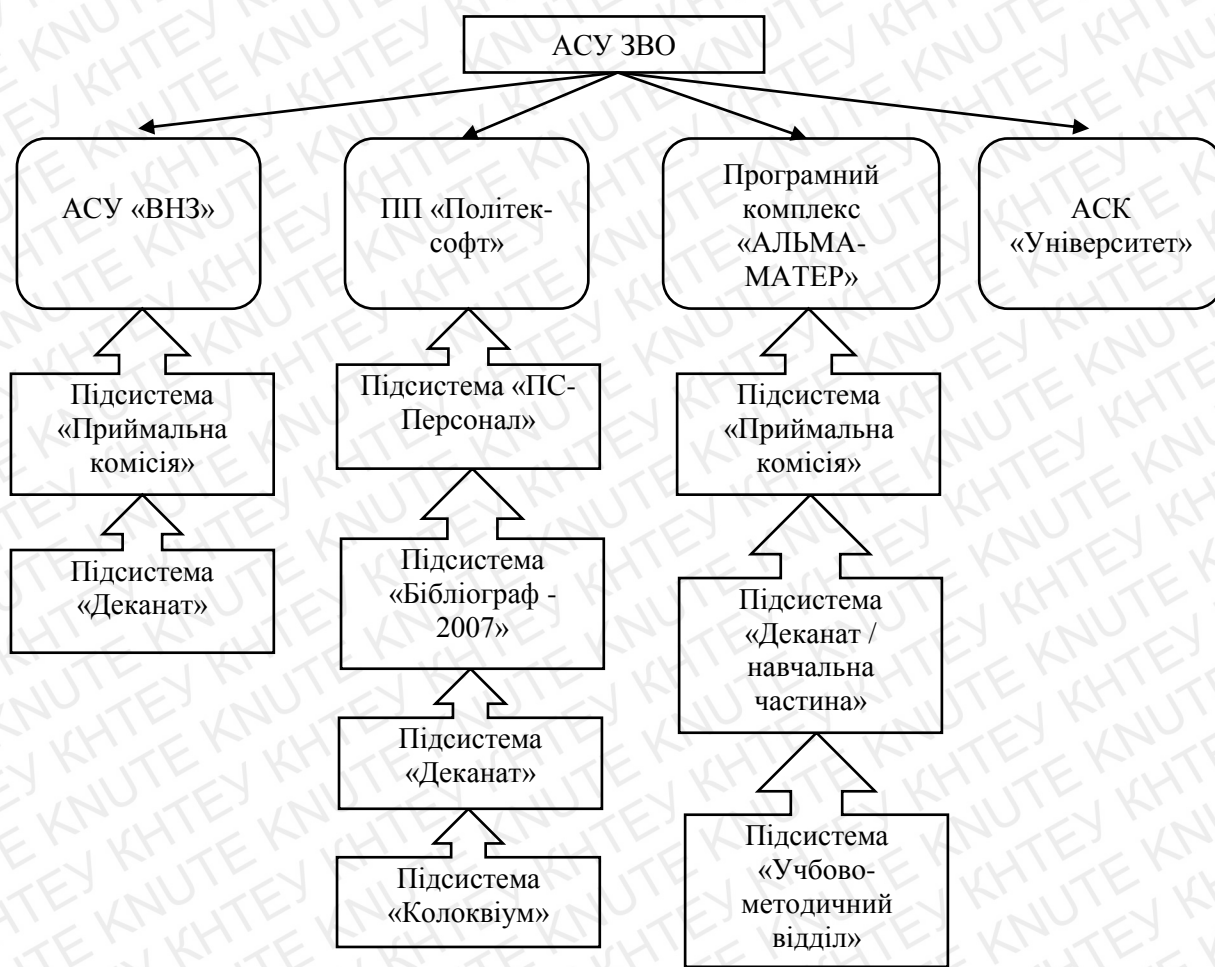 АСУ ЗВО
АСУ «ВНЗ»
ПП «Політек-
софт»
Програмний
комплекс
«АЛЬМА-
МАТЕР»
АСК
«Університет»
Підсистема
«Приймальна
комісія»
Підсистема
«Деканат»
Підсистема «ПС-
Персонал»
Підсистема
«Бібліограф -
2007»
Підсистема
«Деканат»
Підсистема
«Колоквіум»
Підсистема
«Приймальна
комісія»
Підсистема
«Деканат /
навчальна
частина»
Підсистема
«Учбово-
методичний
відділ»